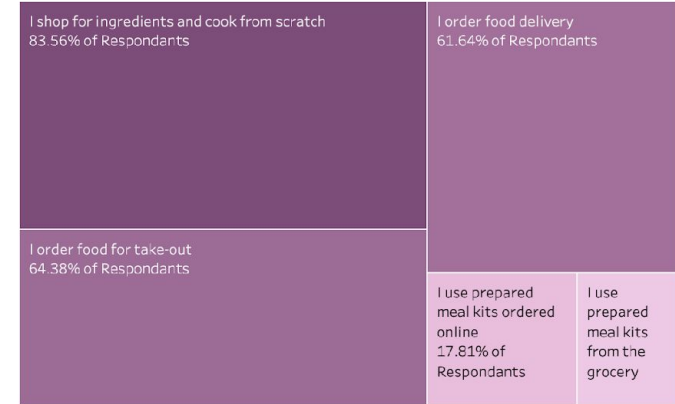 I shop for ingredients and cook from scratch
83.56% of Respondants
I order food for take-out
64.38% of Respondants
I order food delivery
61.64% of Respondants
I use prepared
meal kits ordered
online
17.81% of
Respondants
I use
prepared
meal kits
from the
grocery